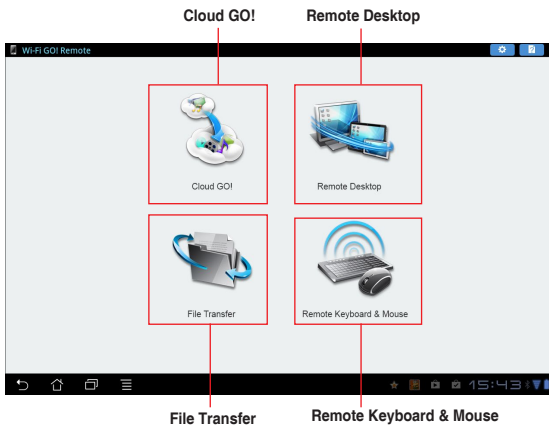 Cloud GO! Remote Desktop
Wi-Fi GO! Remote
Cloud GO! Remote Desktop
File Transfer Remote Keyboard & Mouse
15:43
File Transfer Remote Keyboard & Mouse